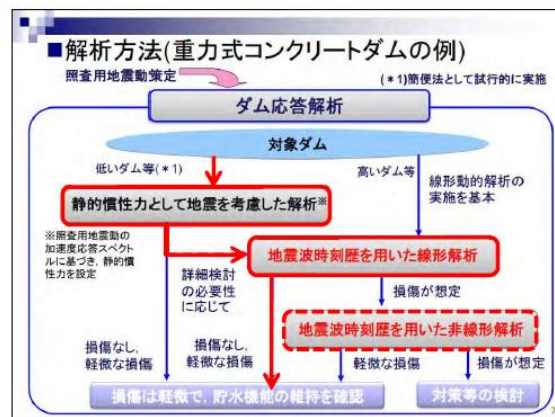 ■解析方法(重力式コンクリートダムの例)
照査用地震動策定
(*1)簡便法として試行的に実施
ダム応答解析
対象ダム
低いダム等(*1)
高いダム等
線形動的解析の
実施を基本
静的慣性力として地震を考慮した解析※
※照査用地震動の
加速度応答スペクト
ルに基づき,静的慣
性力を設定
地震波時刻歴を用いた線形解析
詳細検討
の必要性
に応じて
損傷が想定
地震波時刻歴を用いた非線形解析
損傷なし,
軽微な損傷
損傷なし,
軽微な損傷
軽微な損傷
損傷が想定
損傷は軽微で,貯水機能の維持を確認
対策等の検討